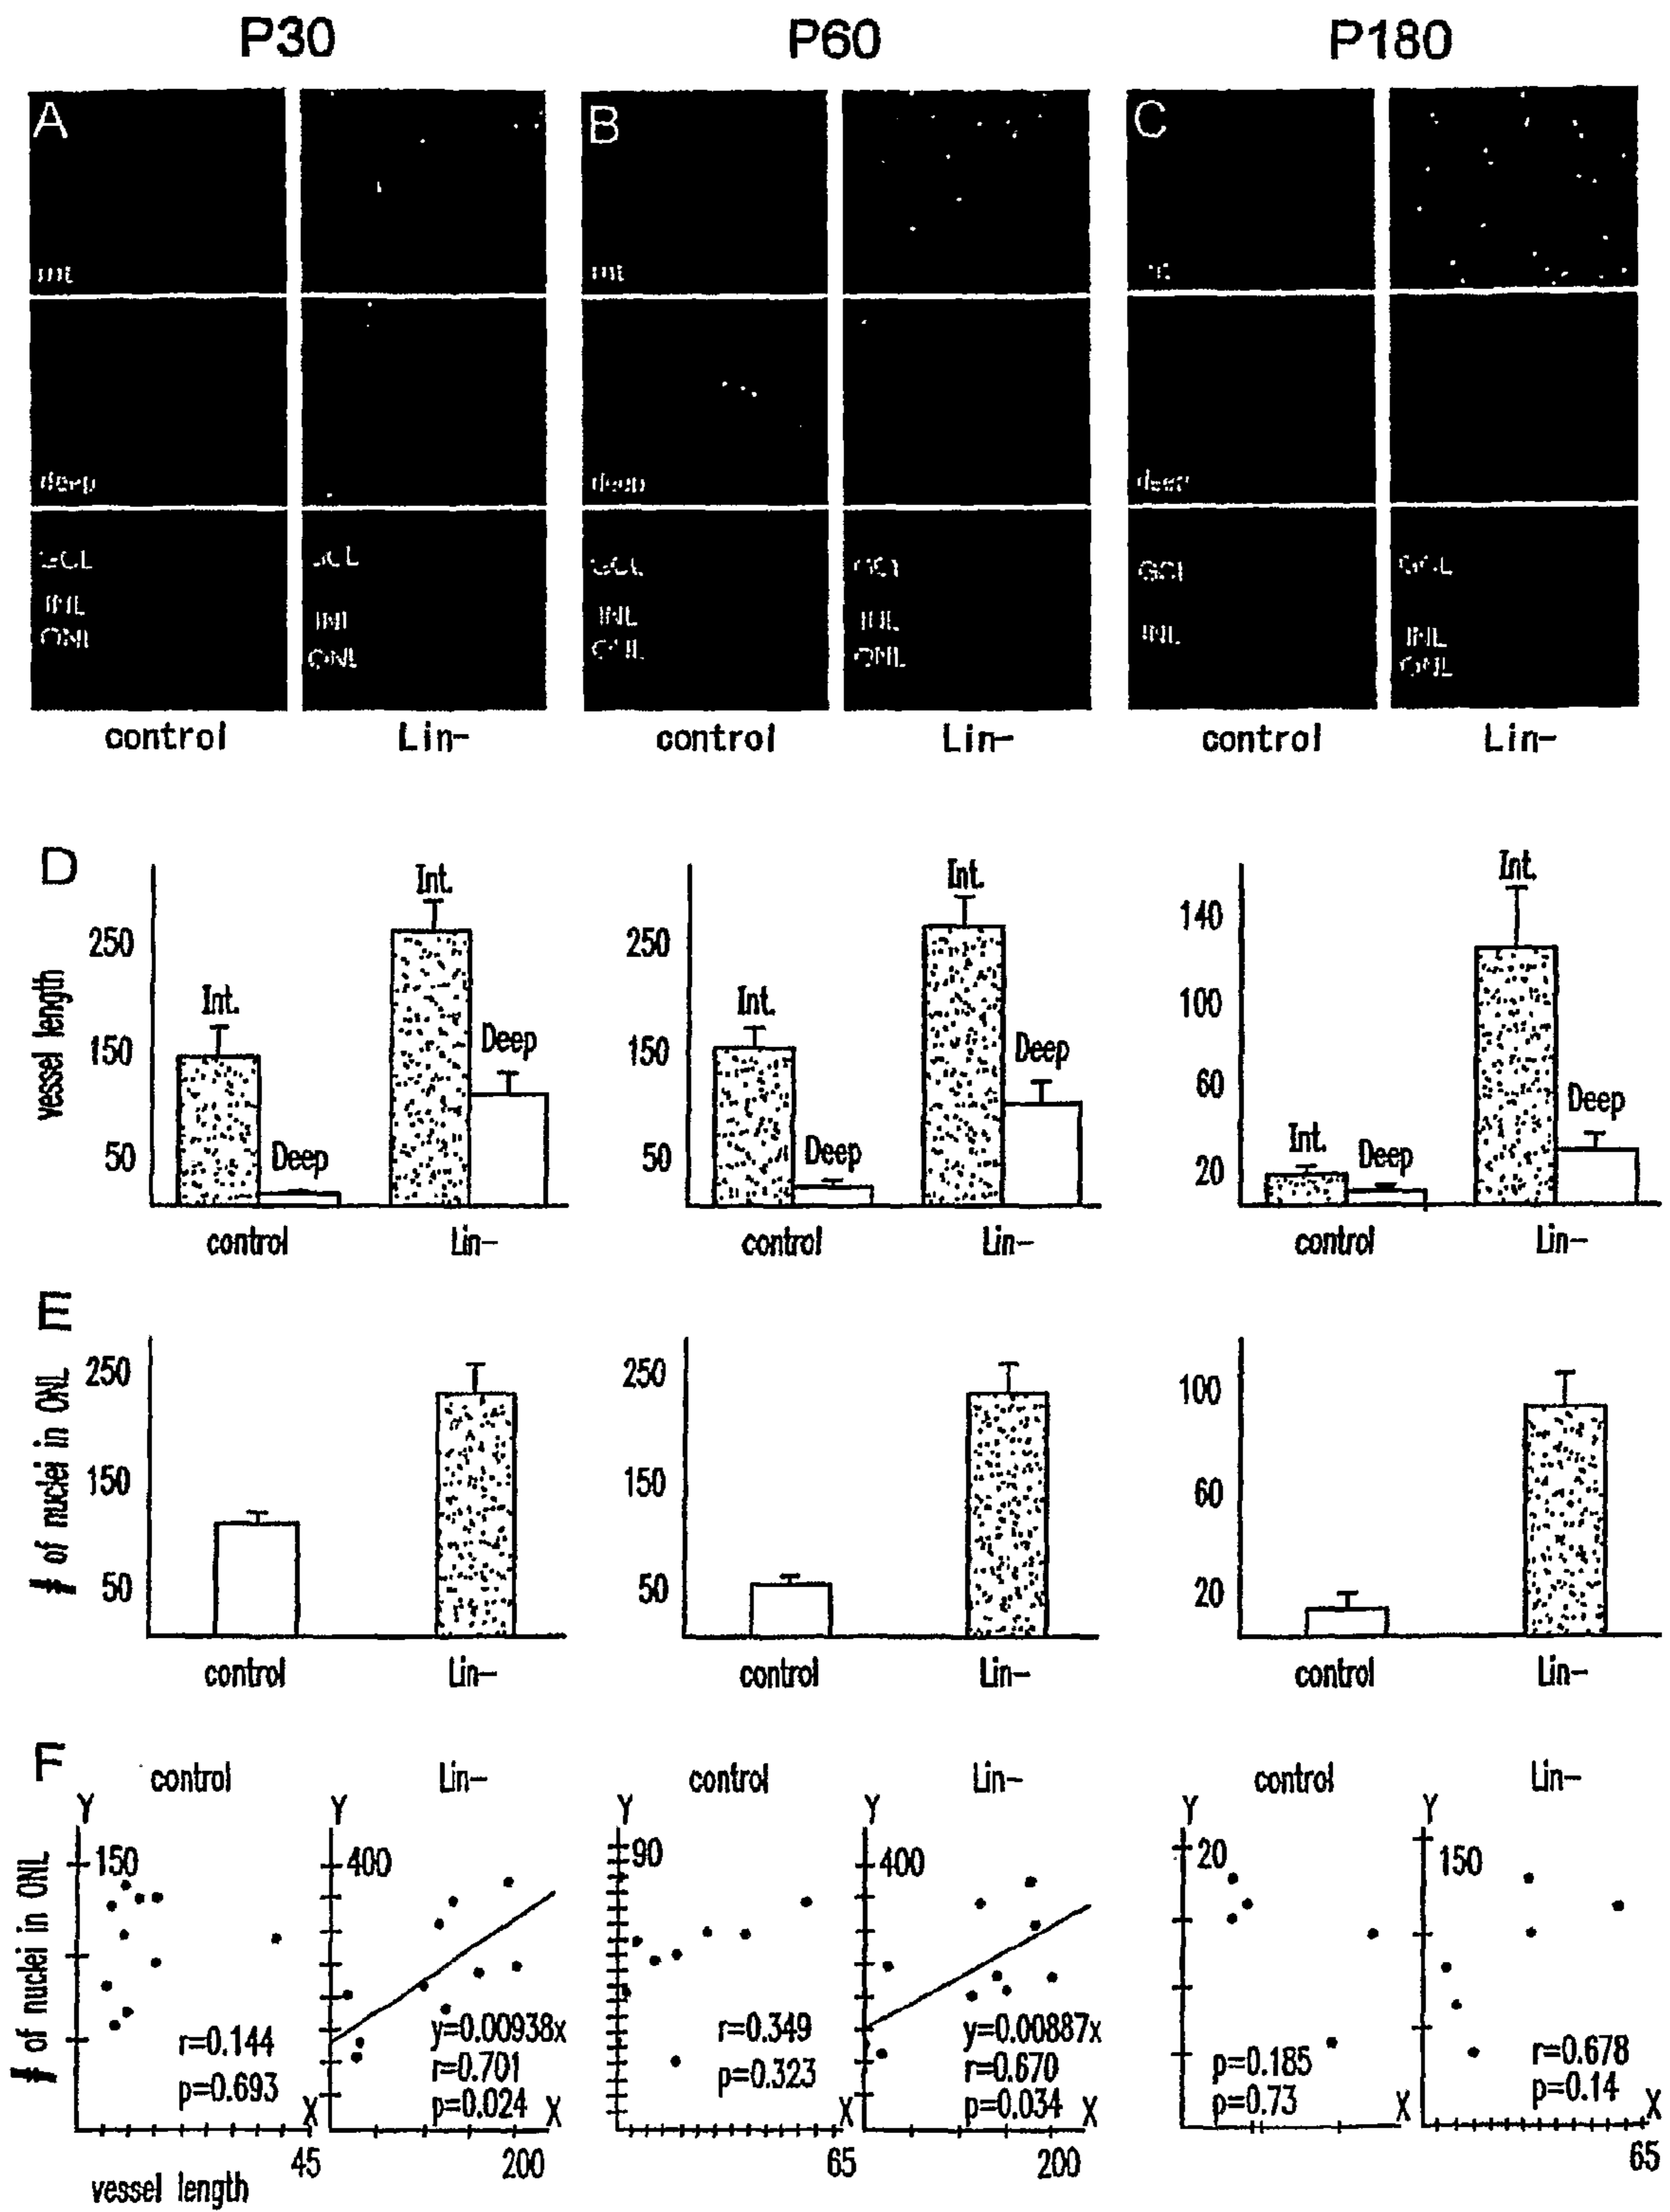 P30 P60 P180
A B C
int int
deep deep deep
GCL GCL
INL INL INL INL
ONL ONL ONL ONL
control Lin- control Lin- control Lin-
D
vessel length
250
150
50
Int. Deep Int. Deep
control Lin-
250
150
50
Int. Deep Int. Deep
control Lin-
140
100
60
20
Int. Deep Int. Deep
control Lin-
E
# of nuclei in ONL
250
150
50
control Lin-
250
150
50
control Lin-
100
60
20
control Lin-
F
# of nuclei in ONL
control
Y
150
r=0.144
p=0.693
X
45
vessel length
Lin-
Y
400
y=0.00938x
r=0.701
p=0.024
X
200
control
Y
90
r=0.349
p=0.323
X
65
Lin-
Y
400
y=0.00887x
r=0.670
p=0.034
X
200
control
Y
20
p=0.185
p=0.73
X
Lin-
Y
150
r=0.678
p=0.14
X
65